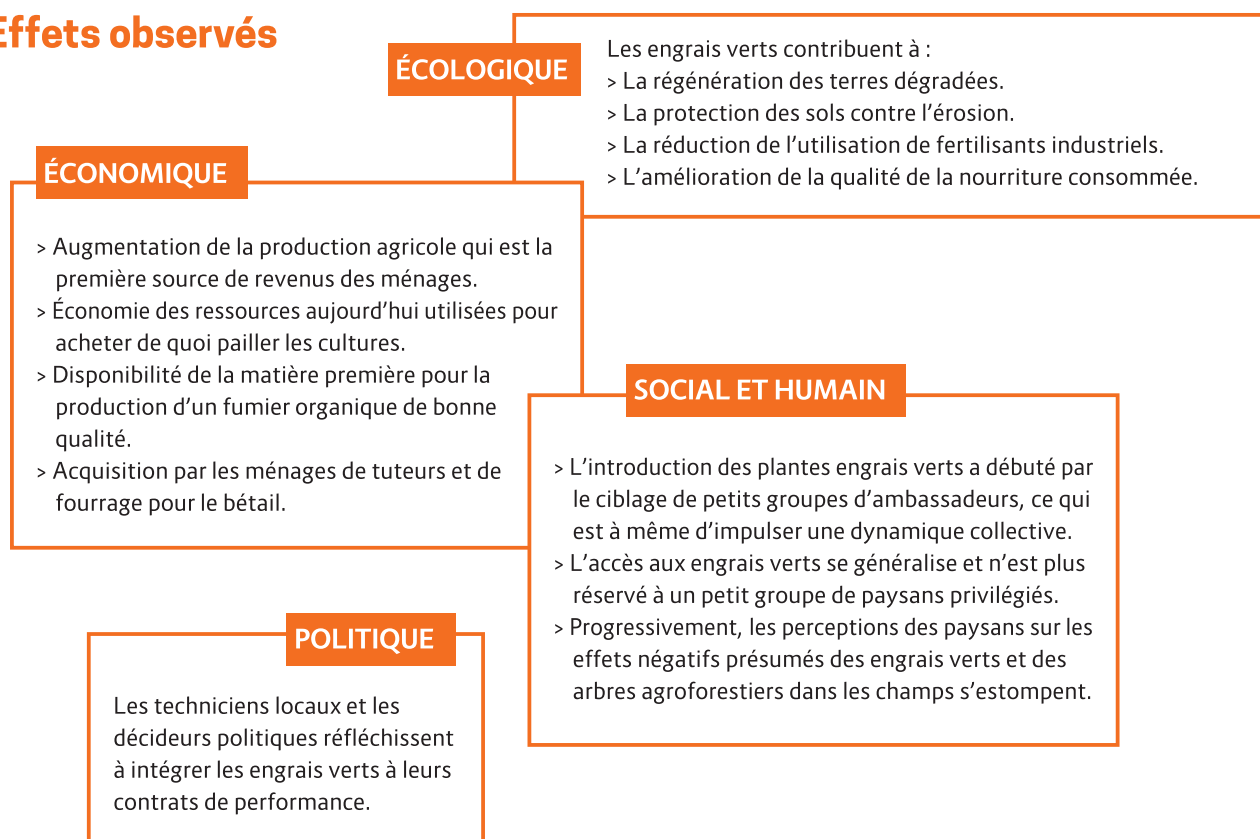 Effets observés
ÉCOLOGIQUE
Les engrais verts contribuent à :
> La régénération des terres dégradées.
> La protection des sols contre l’érosion.
> La réduction de l’utilisation de fertilisants industriels.
> L’amélioration de la qualité de la nourriture consommée.
ÉCONOMIQUE
> Augmentation de la production agricole qui est la
première source de revenus des ménages.
> Économie des ressources aujourd’hui utilisées pour
acheter de quoi pailler les cultures.
> Disponibilité de la matière première pour la
production d’un fumier organique de bonne
qualité.
> Acquisition par les ménages de tuteurs et de
fourrage pour le bétail.
SOCIAL ET HUMAIN
> L’introduction des plantes engrais verts a débuté par
le ciblage de petits groupes d’ambassadeurs, ce qui
est à même d’impulser une dynamique collective.
> L’accès aux engrais verts se généralise et n’est plus
réservé à un petit groupe de paysans privilégiés.
> Progressivement, les perceptions des paysans sur les
effets négatifs présumés des engrais verts et des
arbres agroforestiers dans les champs s’estompent.
POLITIQUE
Les techniciens locaux et les
décideurs politiques réfléchissent
à intégrer les engrais verts à leurs
contrats de performance.